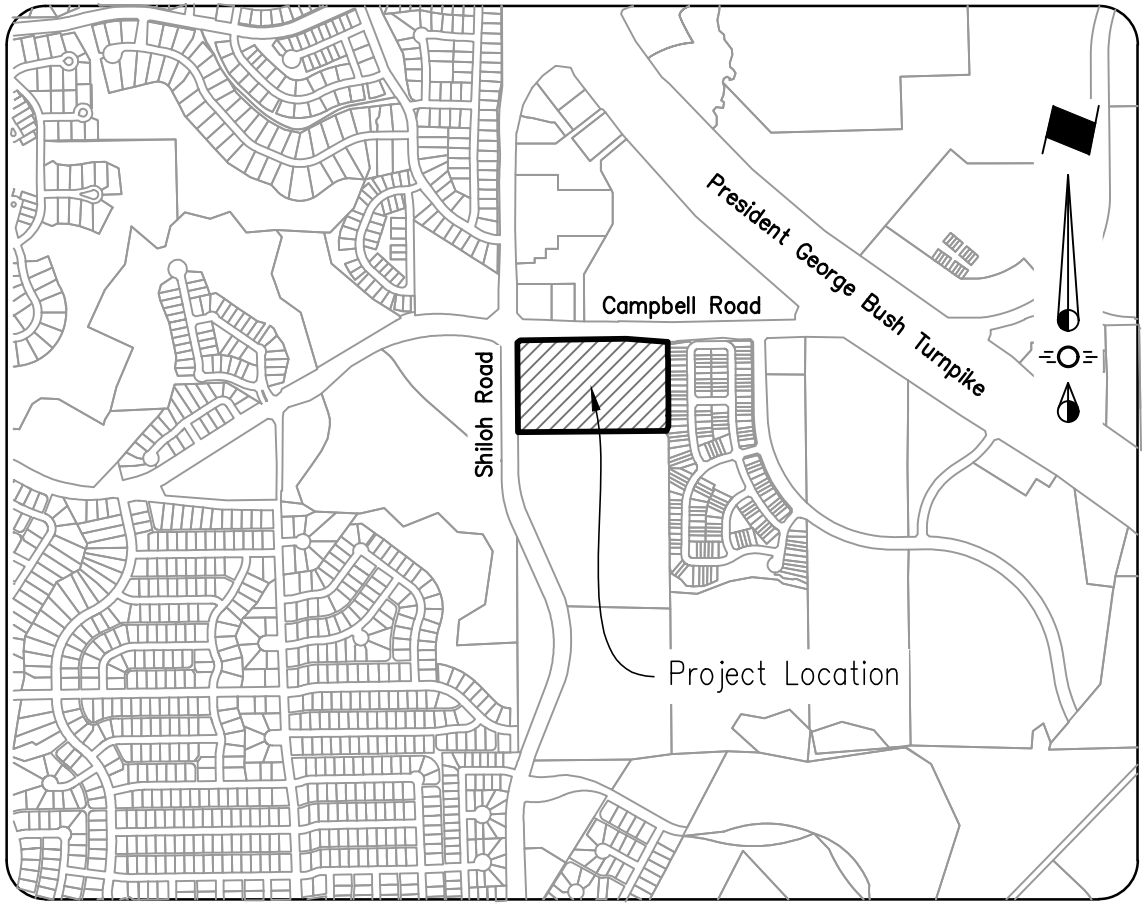 President George Bush Turnpike
Campbell Road
Shiloh Road
Project Location